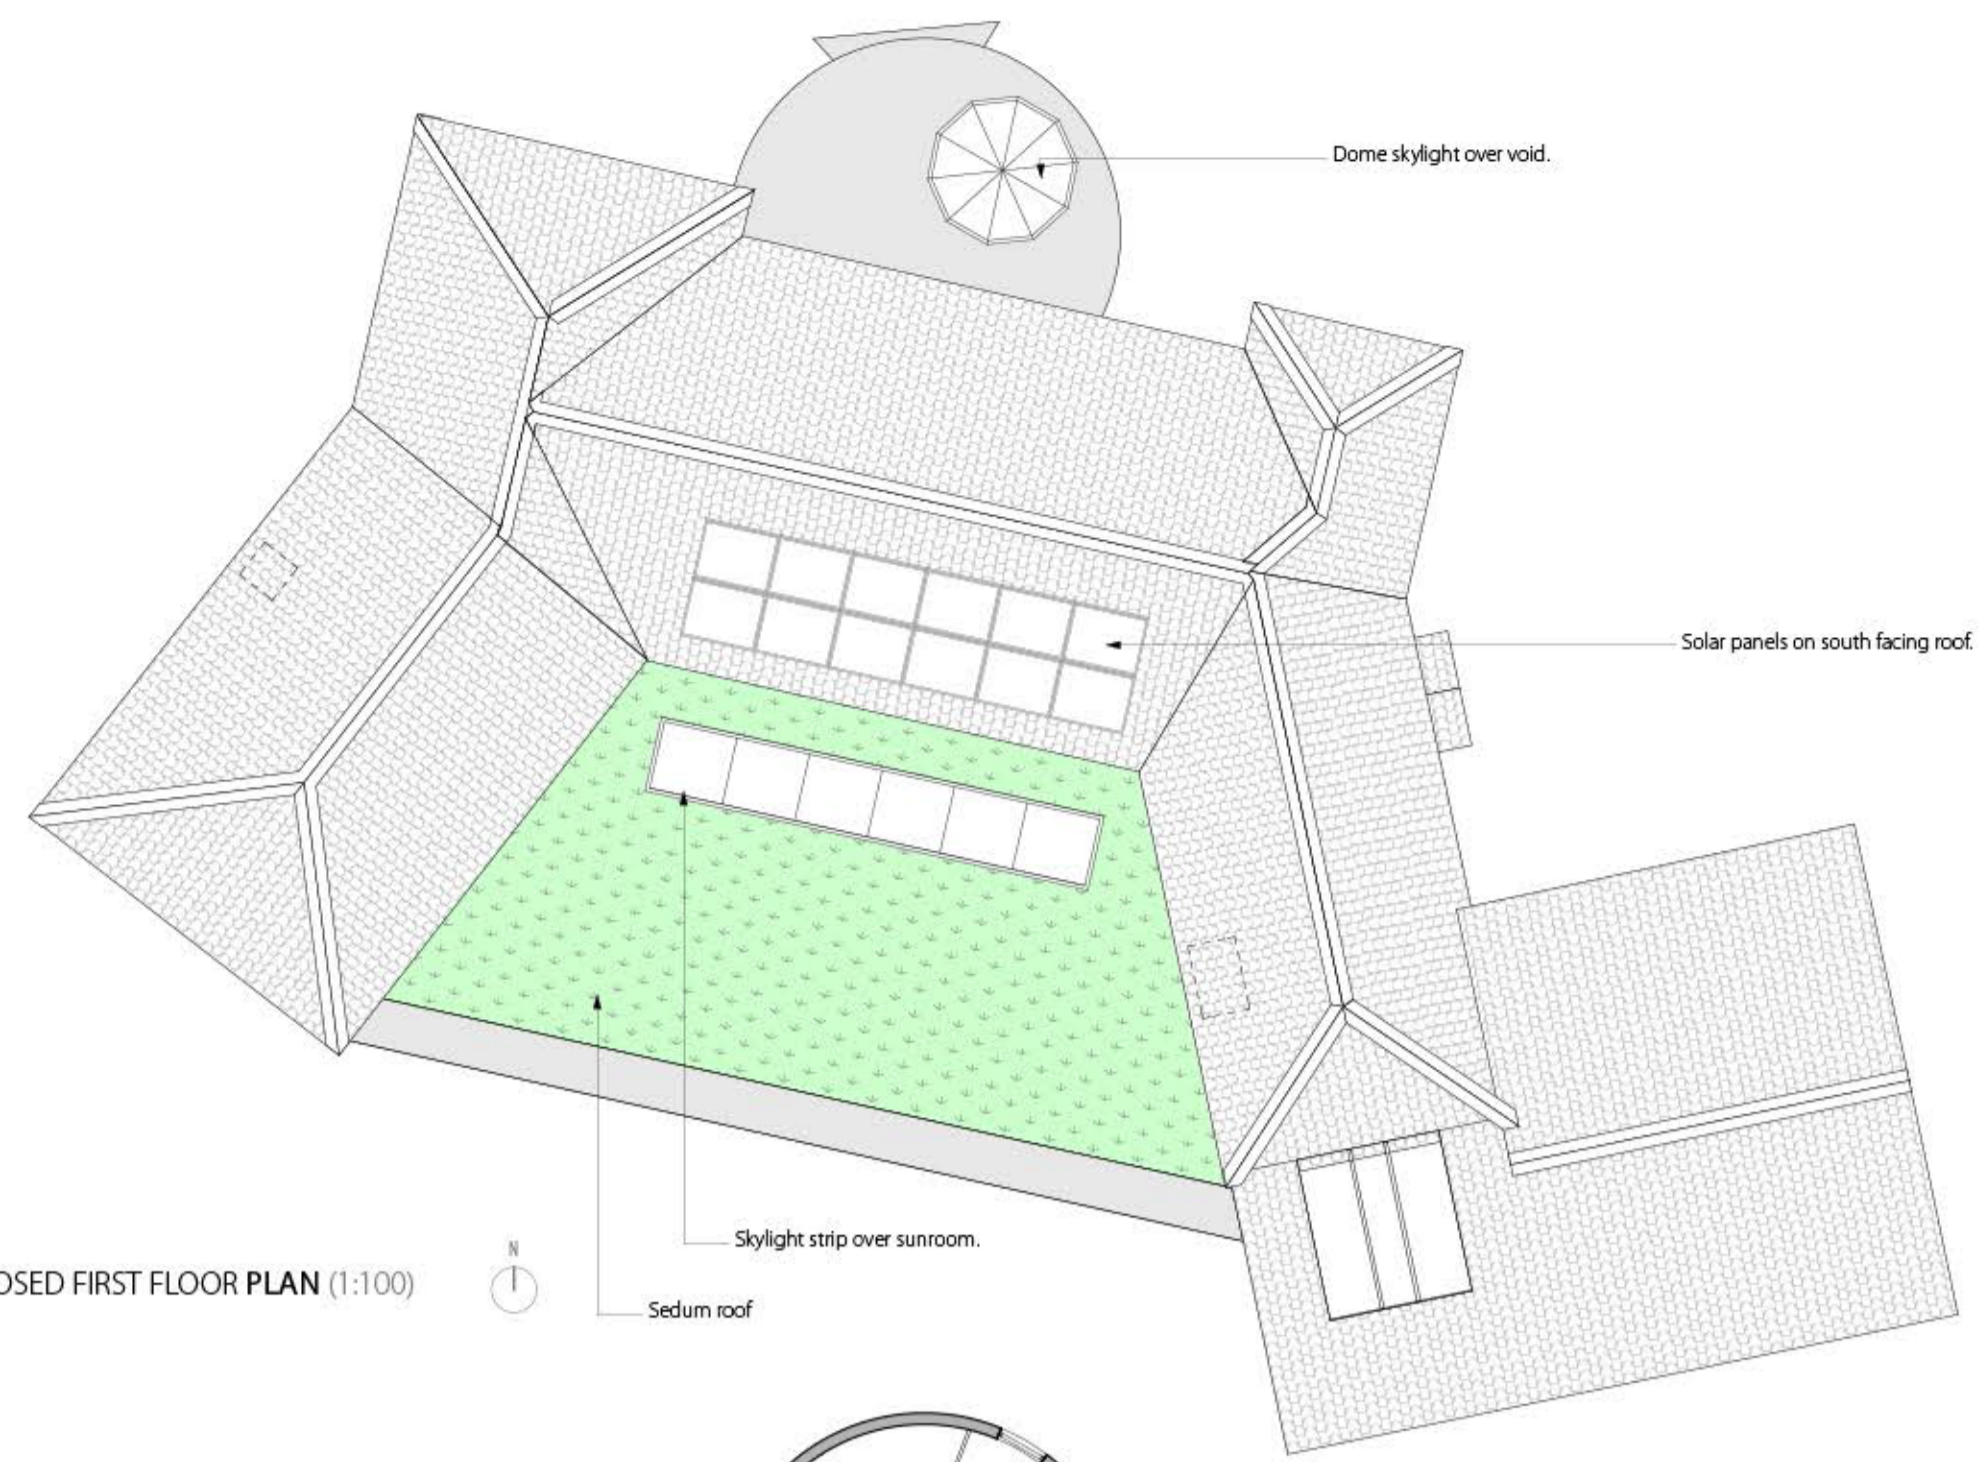 Dome skylight over void.
Solar panels on south facing roof.
Skylight strip over sunroom.
N
OSED FIRST FLOOR PLAN (1:100)
Sedum roof